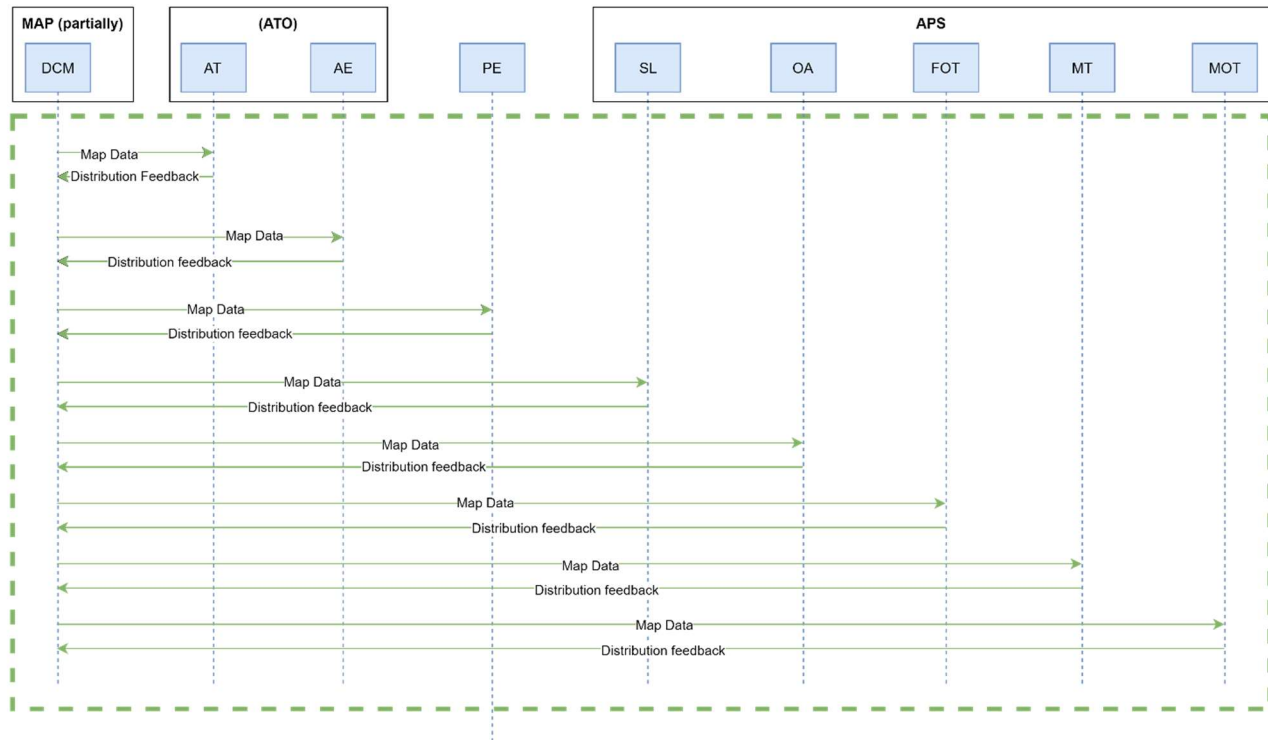 MAP (partially)
(ATO)
APS
DCM
AT
AE
PE
SL
OA
FOT
MT
MOT
Map Data
Distribution Feedback
Map Data
Distribution feedback
Map Data
Distribution feedback
Map Data
Distribution feedback
Map Data
Distribution feedback
Map Data
Distribution feedback
Map Data
Distribution feedback
Map Data
Distribution feedback